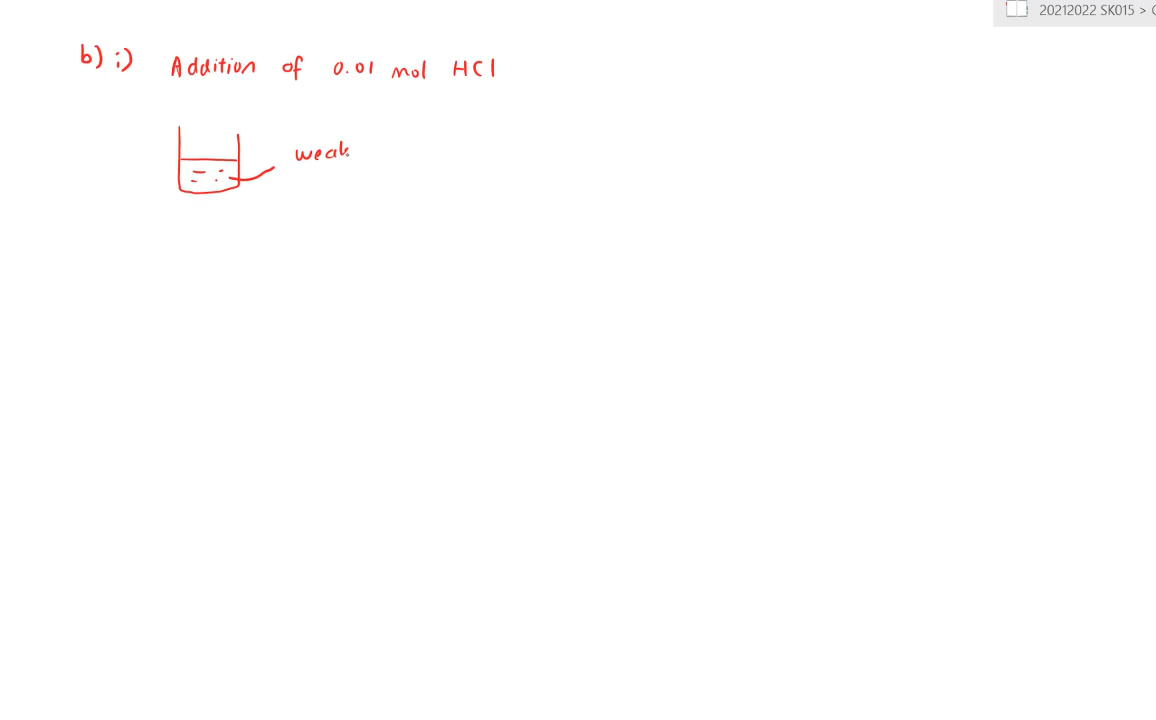 20212022 SK015 >
b) i) Addition of 0.01 mol HCl
weak